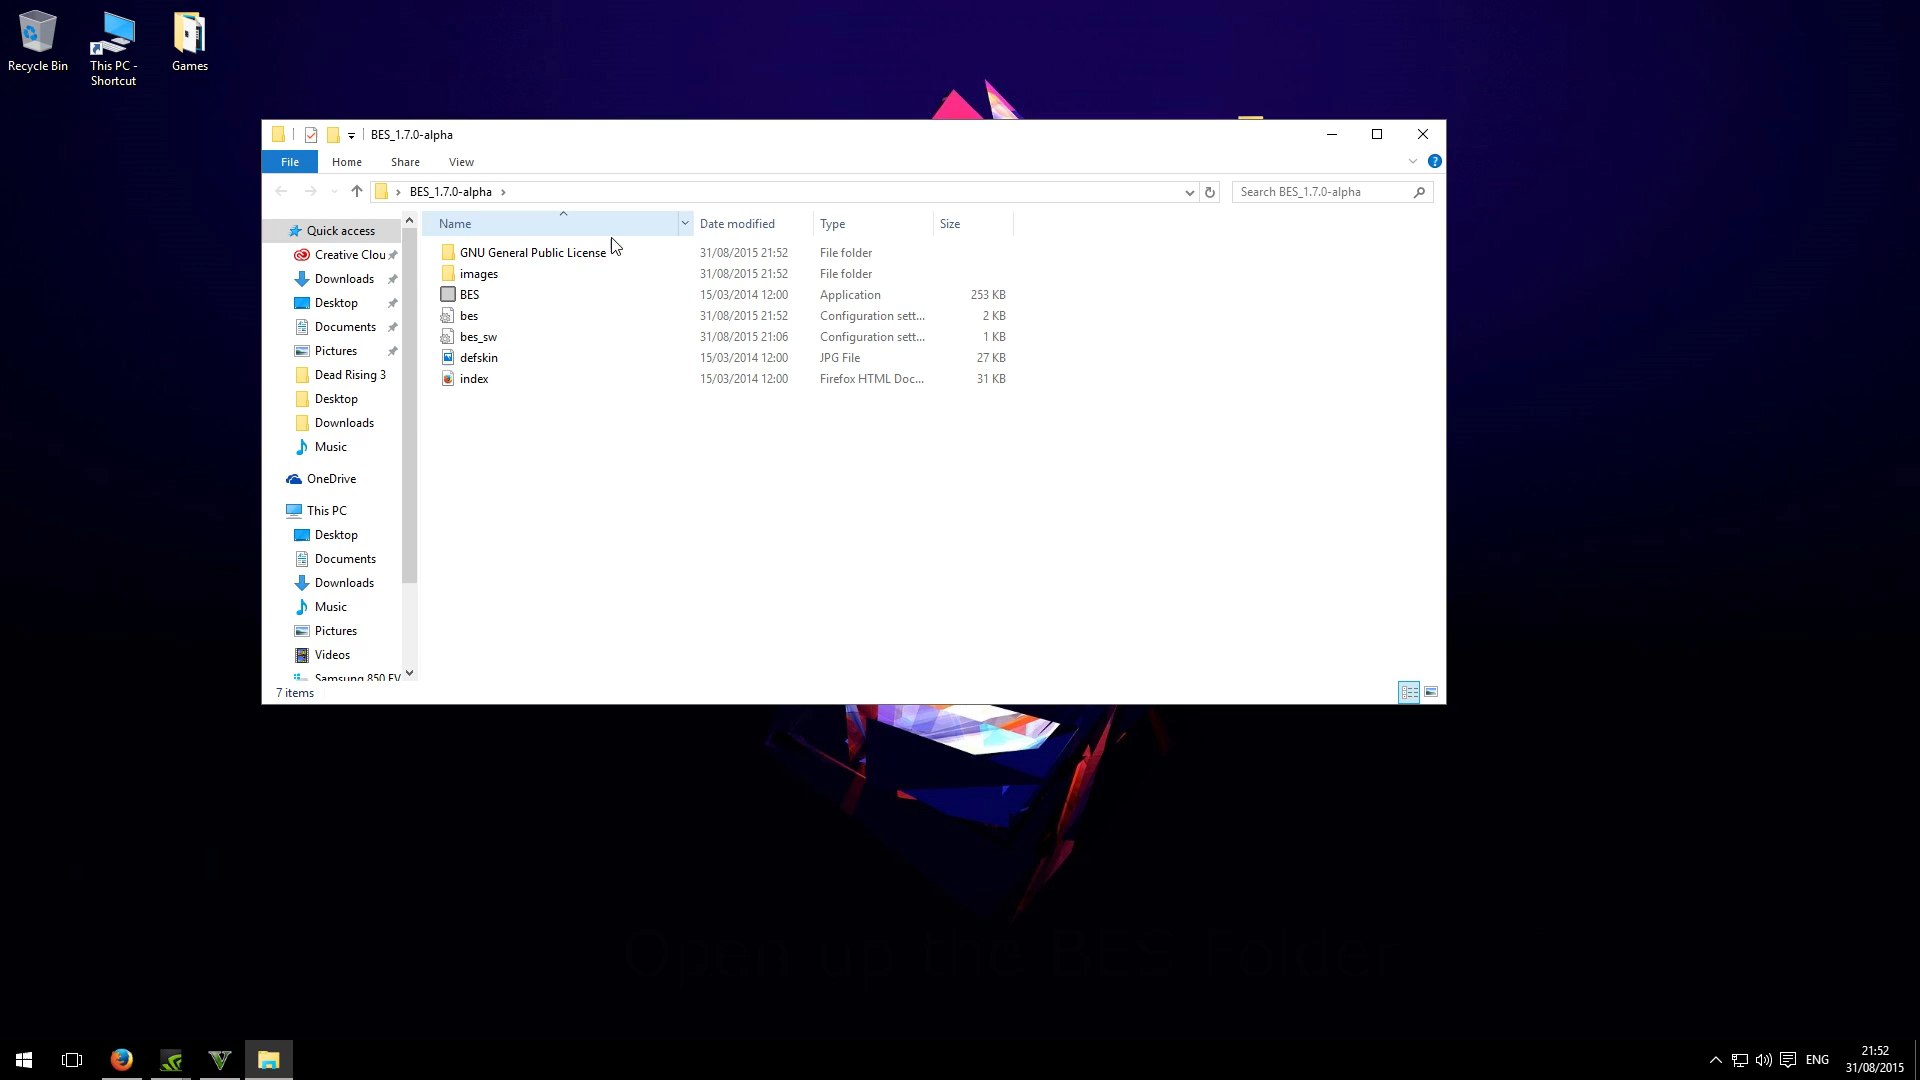 Recycle Bin
This PC -
Shortcut
Games
BES_1.7.0-alpha
File Home Share View
BES_1.7.0-alpha
Search BES_1.7.0-alpha
Name Date modified Type Size
GNU General Public License 31/08/2015 21:52 File folder
images 31/08/2015 21:52 File folder
BES 15/03/2014 12:00 Application 253 KB
bes 31/08/2015 21:52 Configuration sett... 2 KB
bes_sw 31/08/2015 21:06 Configuration sett... 1 KB
defskin 15/03/2014 12:00 JPG File 27 KB
index 15/03/2014 12:00 Firefox HTML Doc... 31 KB
Quick access
Creative Clou
Downloads
Desktop
Documents
Pictures
Dead Rising 3
Desktop
Downloads
Music
OneDrive
This PC
Desktop
Documents
Downloads
Music
Pictures
Videos
Samsung 850 EV
7 items
Open up the BES Folder
ENG
21:52
31/08/2015